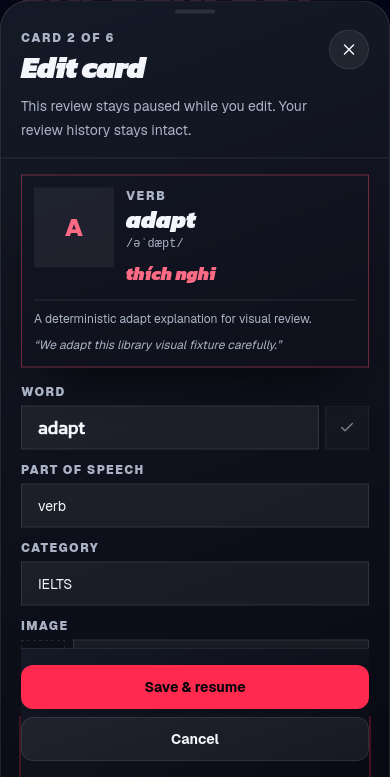 CARD 2 OF 6
Edit card
This review stays paused while you edit. Your
review history stays intact.
A
VERB
adapt
/əˈdæpt/
thích nghi
A deterministic adapt explanation for visual review.
“We adapt this library visual fixture carefully.”
WORD
adapt
PART OF SPEECH
verb
CATEGORY
IELTS
IMAGE
Save & resume
Cancel